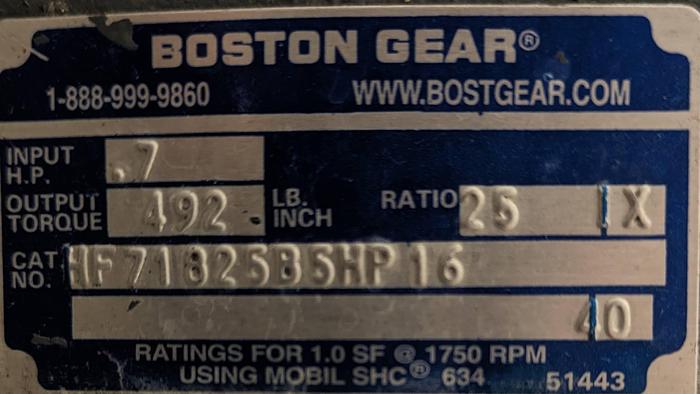 BOSTON GEAR®
1-888-999-9860 WWW.BOSTGEAR.COM
INPUT H.P. .7
OUTPUT TORQUE 492 LB. INCH RATIO 25 1 X
CAT NO. HF71825B5HP16
40
RATINGS FOR 1.0 SF @ 1750 RPM
USING MOBIL SHC® 634 51443